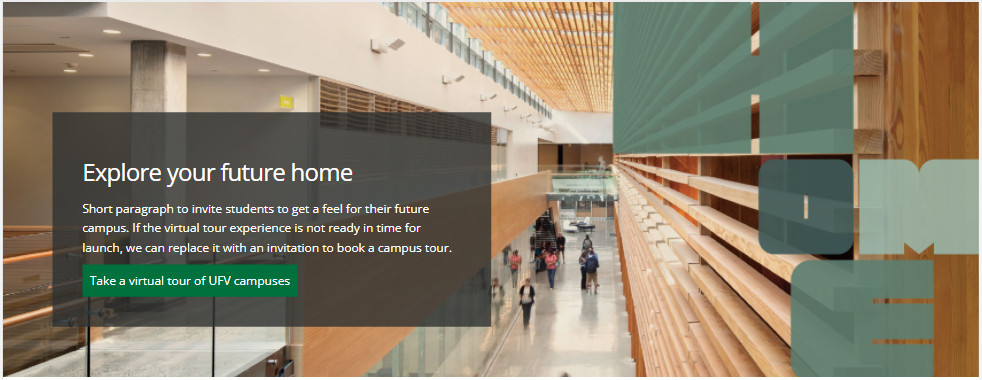 Explore your future home
Short paragraph to invite students to get a feel for their future
campus. If the virtual tour experience is not ready in time for
launch, we can replace it with an invitation to book a campus tour.
Take a virtual tour of UFV campuses